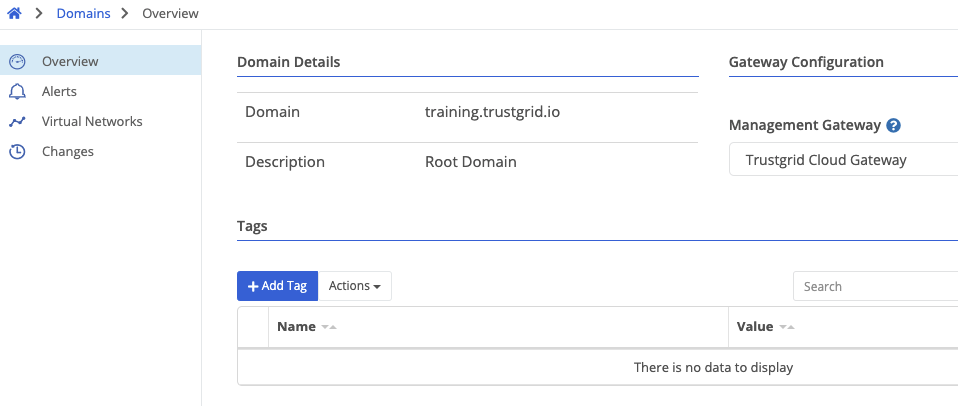 Domains Overview
Overview
Alerts
Virtual Networks
Changes
Domain Details
Domain training.trustgrid.io
Description Root Domain
Gateway Configuration
Management Gateway ?
Trustgrid Cloud Gateway
Tags
+ Add Tag Actions Search
Name Value
There is no data to display